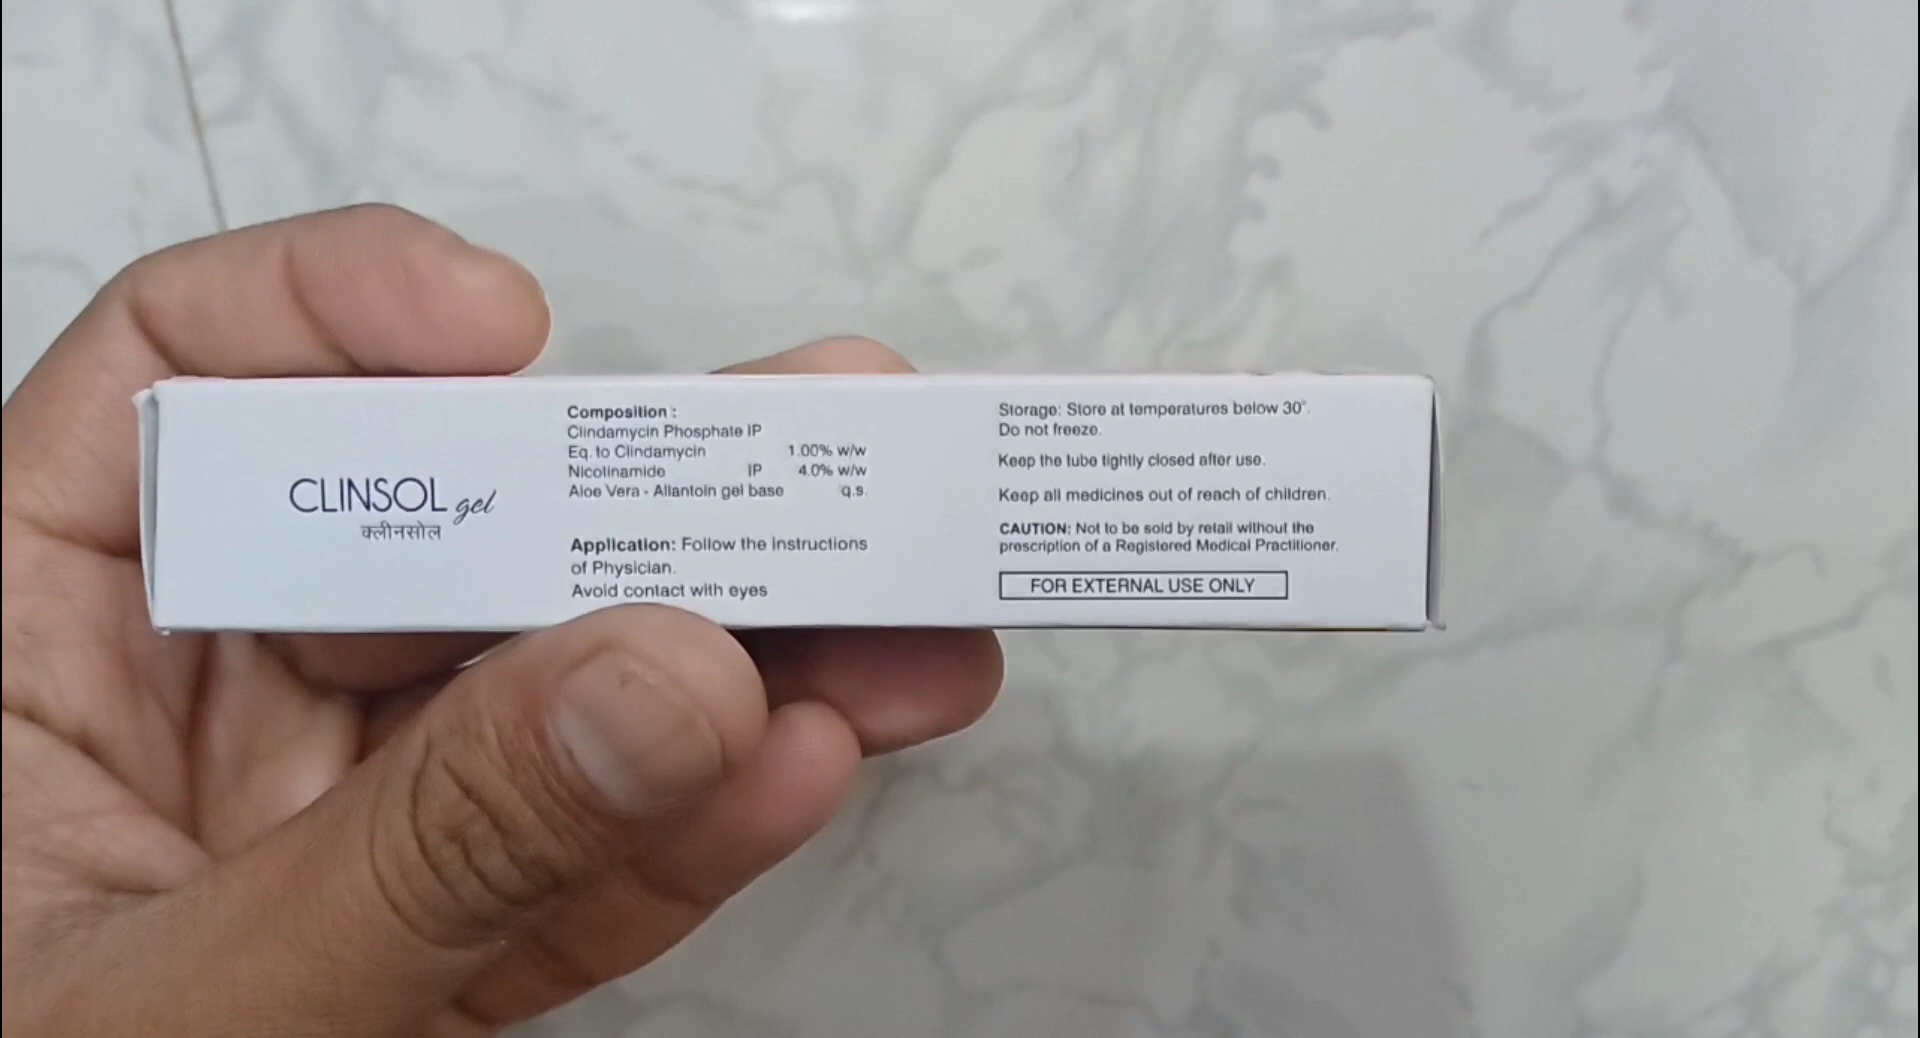 CLINSOL gel
क्लीनसोल
Composition :
Clindamycin Phosphate IP
Eq. to Clindamycin 1.00% w/w
Nicotinamide IP 4.0% w/w
Aloe Vera - Allantoin gel base q.s.
Application: Follow the Instructions
of Physician.
Avoid contact with eyes
Storage: Store at temperatures below 30°.
Do not freeze.
Keep the tube tightly closed after use.
Keep all medicines out of reach of children.
CAUTION: Not to be sold by retail without the
prescription of a Registered Medical Practitioner.
FOR EXTERNAL USE ONLY